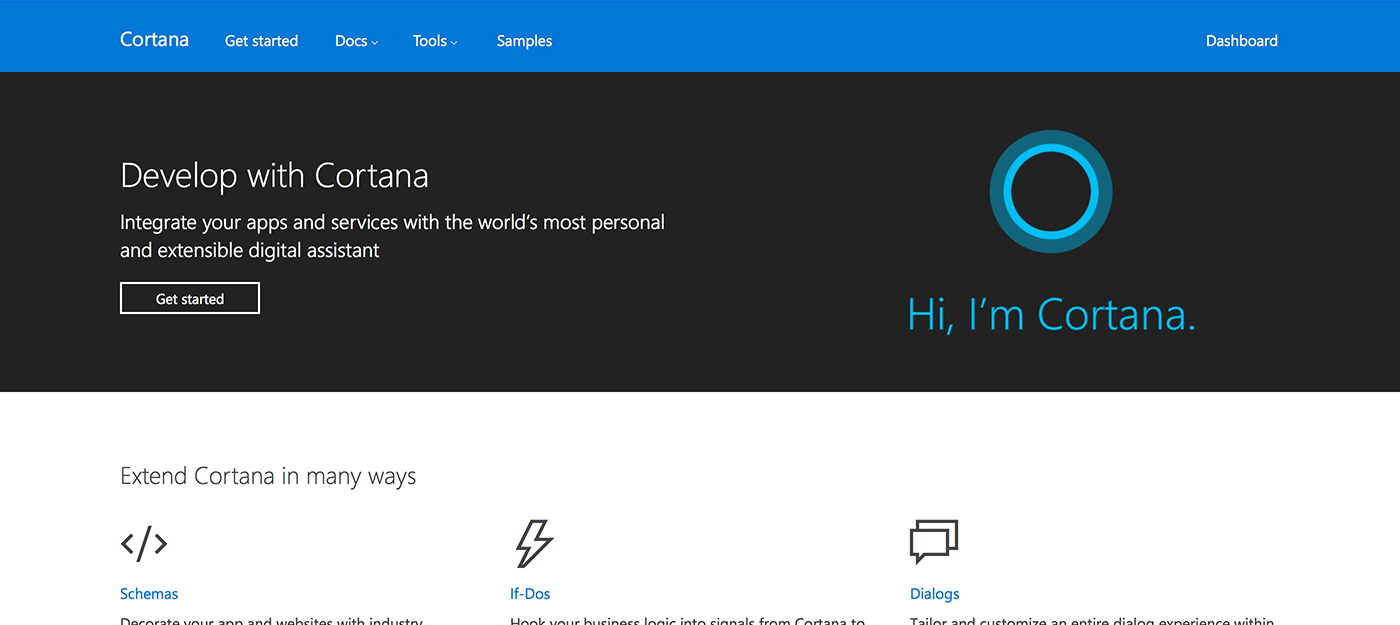 Cortana Get started Docs Tools Samples Dashboard
Develop with Cortana
Integrate your apps and services with the world's most personal
and extensible digital assistant
Get started
Hi, I'm Cortana.
Extend Cortana in many ways
Schemas If-Dos Dialogs
Decorate your app and websites with industry
Hook your business logic into signals from Cortana to
Tailor and customize an entire dialog experience within